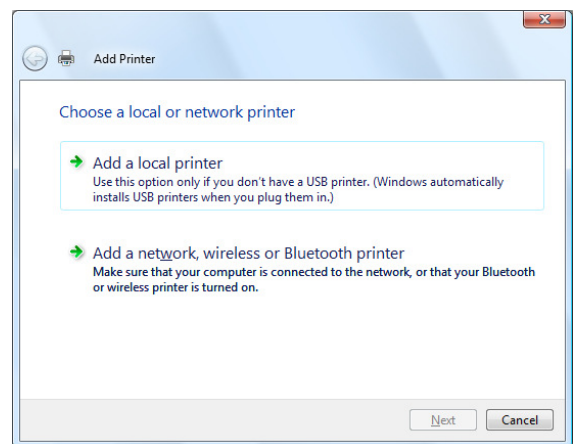 Add Printer
Choose a local or network printer
Add a local printer
Use this option only if you don't have a USB printer. (Windows automatically
installs USB printers when you plug them in.)
Add a network, wireless or Bluetooth printer
Make sure that your computer is connected to the network, or that your Bluetooth
or wireless printer is turned on.
Next Cancel